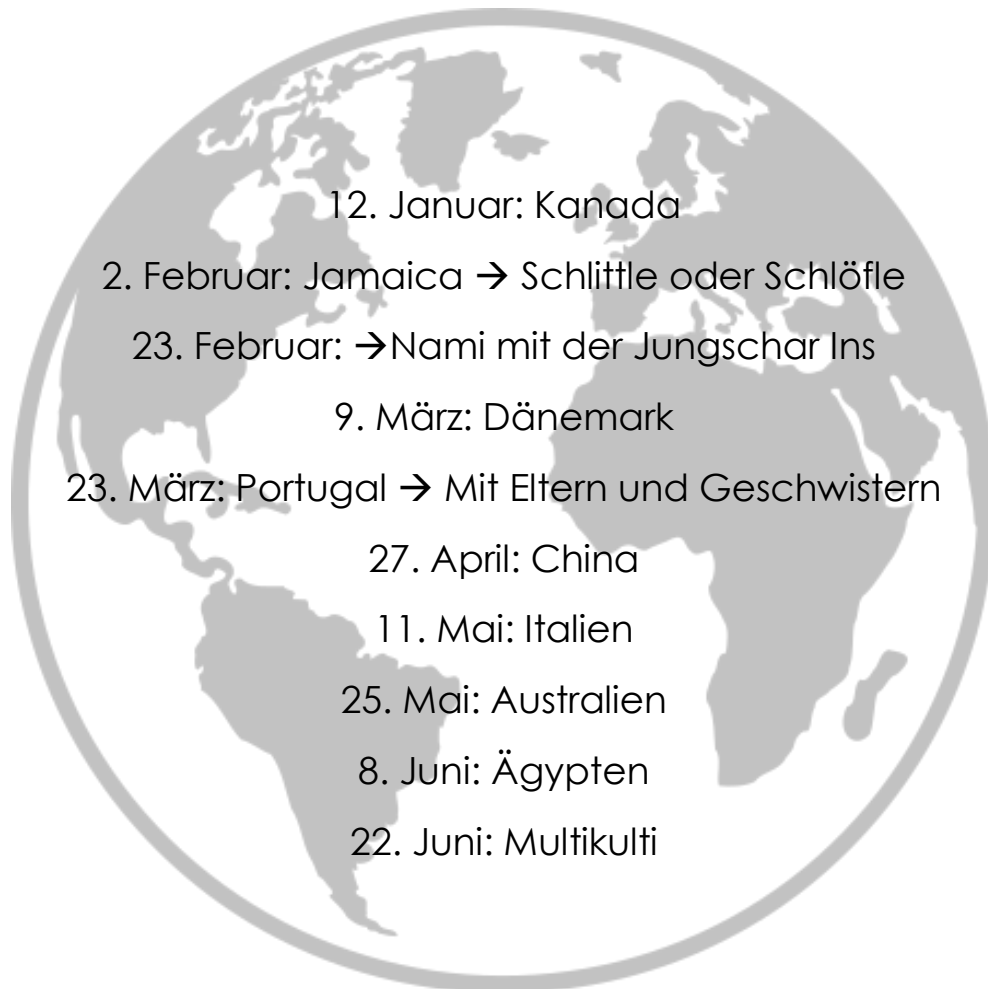 12. Januar: Kanada
2. Februar: Jamaica → Schlittle oder Schlöfle
23. Februar: →Nami mit der Jungschar Ins
9. März: Dänemark
23. März: Portugal → Mit Eltern und Geschwistern
27. April: China
11. Mai: Italien
25. Mai: Australien
8. Juni: Ägypten
22. Juni: Multikulti